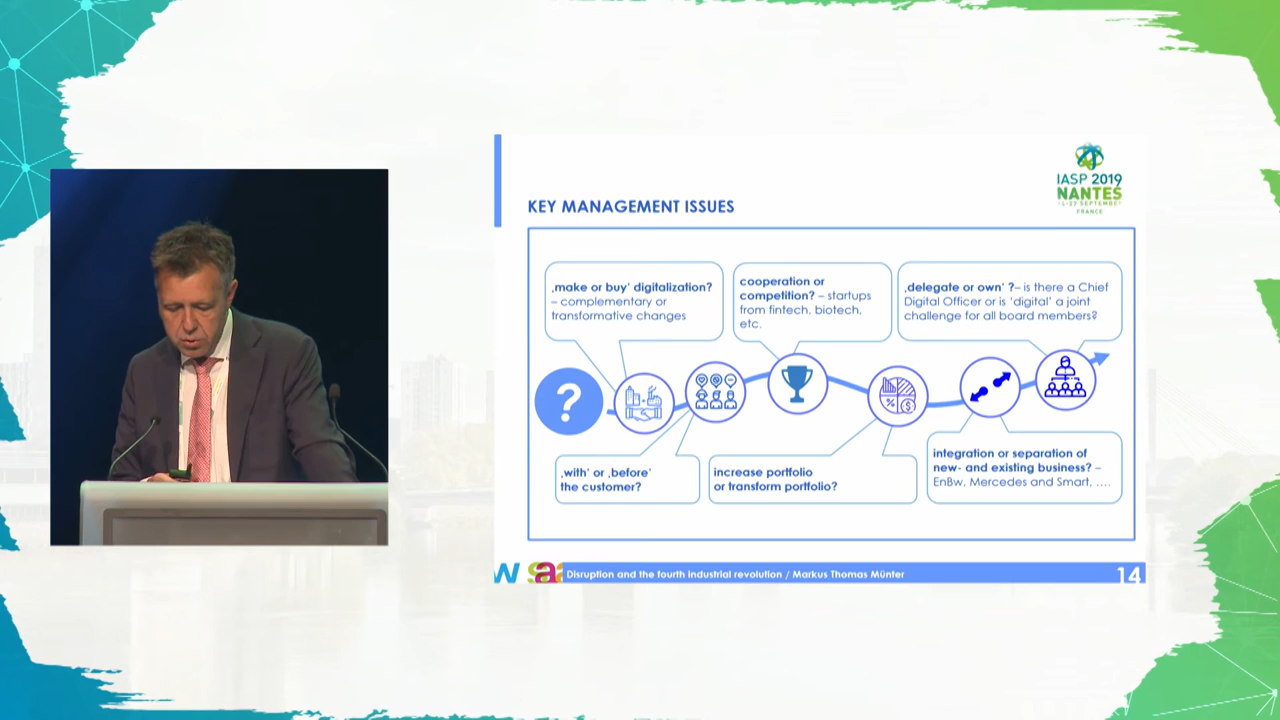 IASP 2019
NANTES
FRANCE
KEY MANAGEMENT ISSUES
‚make or buy' digitalization?
– complementary or
transformative changes
cooperation or
competition? – startups
from fintech, biotech,
etc.
‚delegate or own' ?– is there a Chief
Digital Officer or is 'digital' a joint
challenge for all board members?
?
‚with' or ‚before'
the customer?
increase portfolio
or transform portfolio?
integration or separation of
new- and existing business? –
EnBw, Mercedes and Smart, ....
Disruption and the fourth industrial revolution / Markus Thomas Münter
14